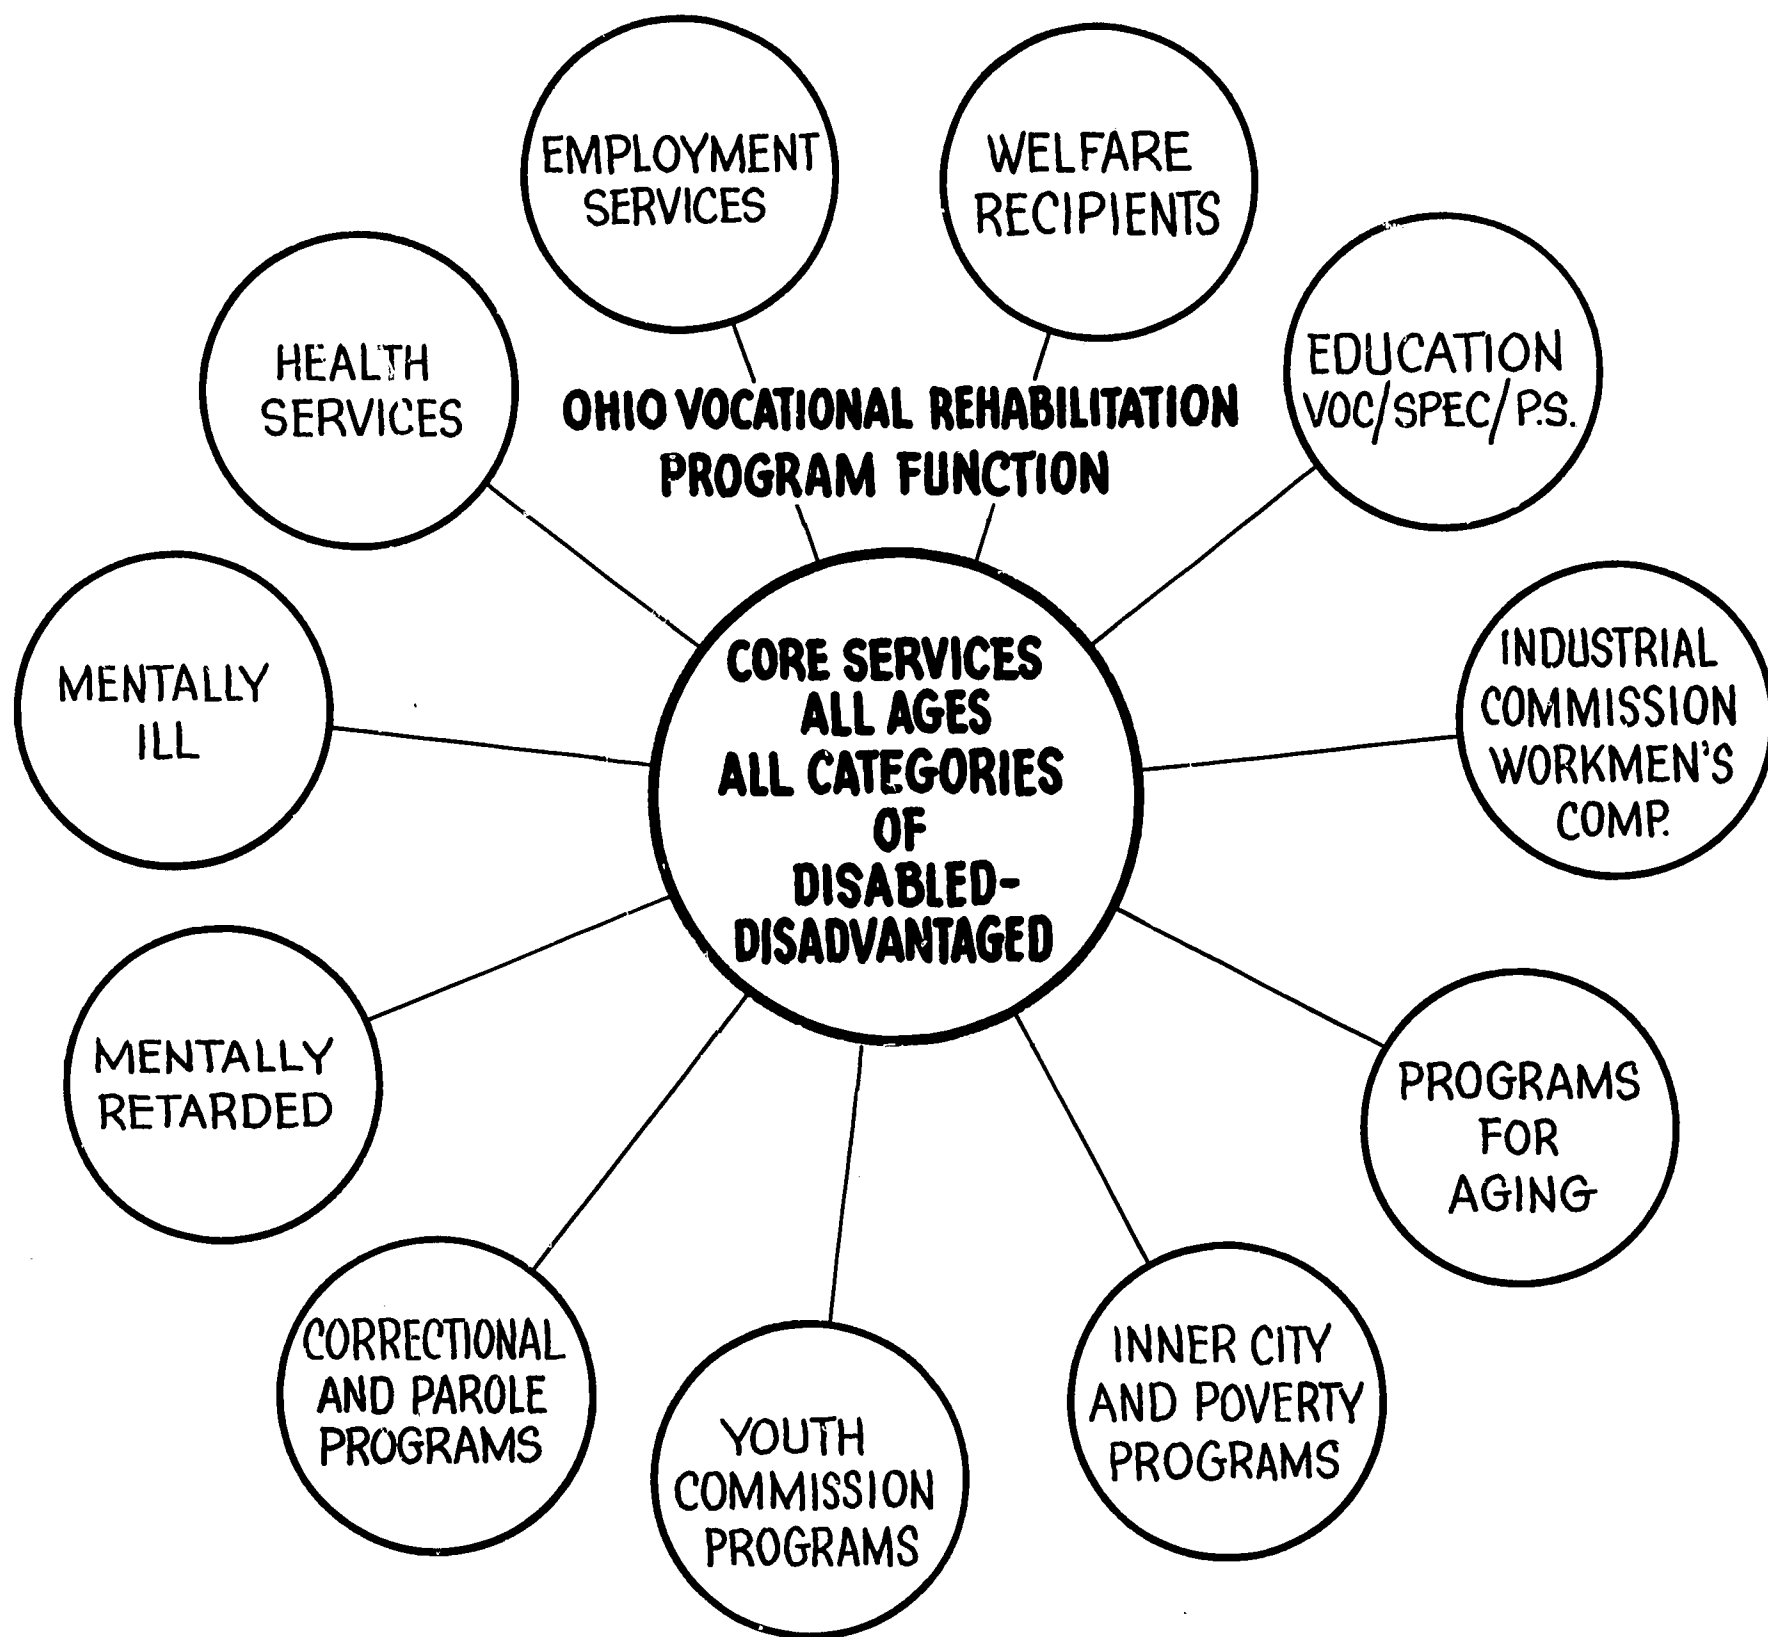 EMPLOYMENT
SERVICES
WELFARE
RECIPIENTS
HEALTH
SERVICES
EDUCATION
VOC/SPEC/P.S.
OHIO VOCATIONAL REHABILITATION
PROGRAM FUNCTION
MENTALLY
ILL
CORE SERVICES
ALL AGES
ALL CATEGORIES
OF
DISABLED-
DISADVANTAGED
INDUSTRIAL
COMMISSION
WORKMEN'S
COMP.
MENTALLY
RETARDED
PROGRAMS
FOR
AGING
CORRECTIONAL
AND PAROLE
PROGRAMS
YOUTH
COMMISSION
PROGRAMS
INNER CITY
AND POVERTY
PROGRAMS